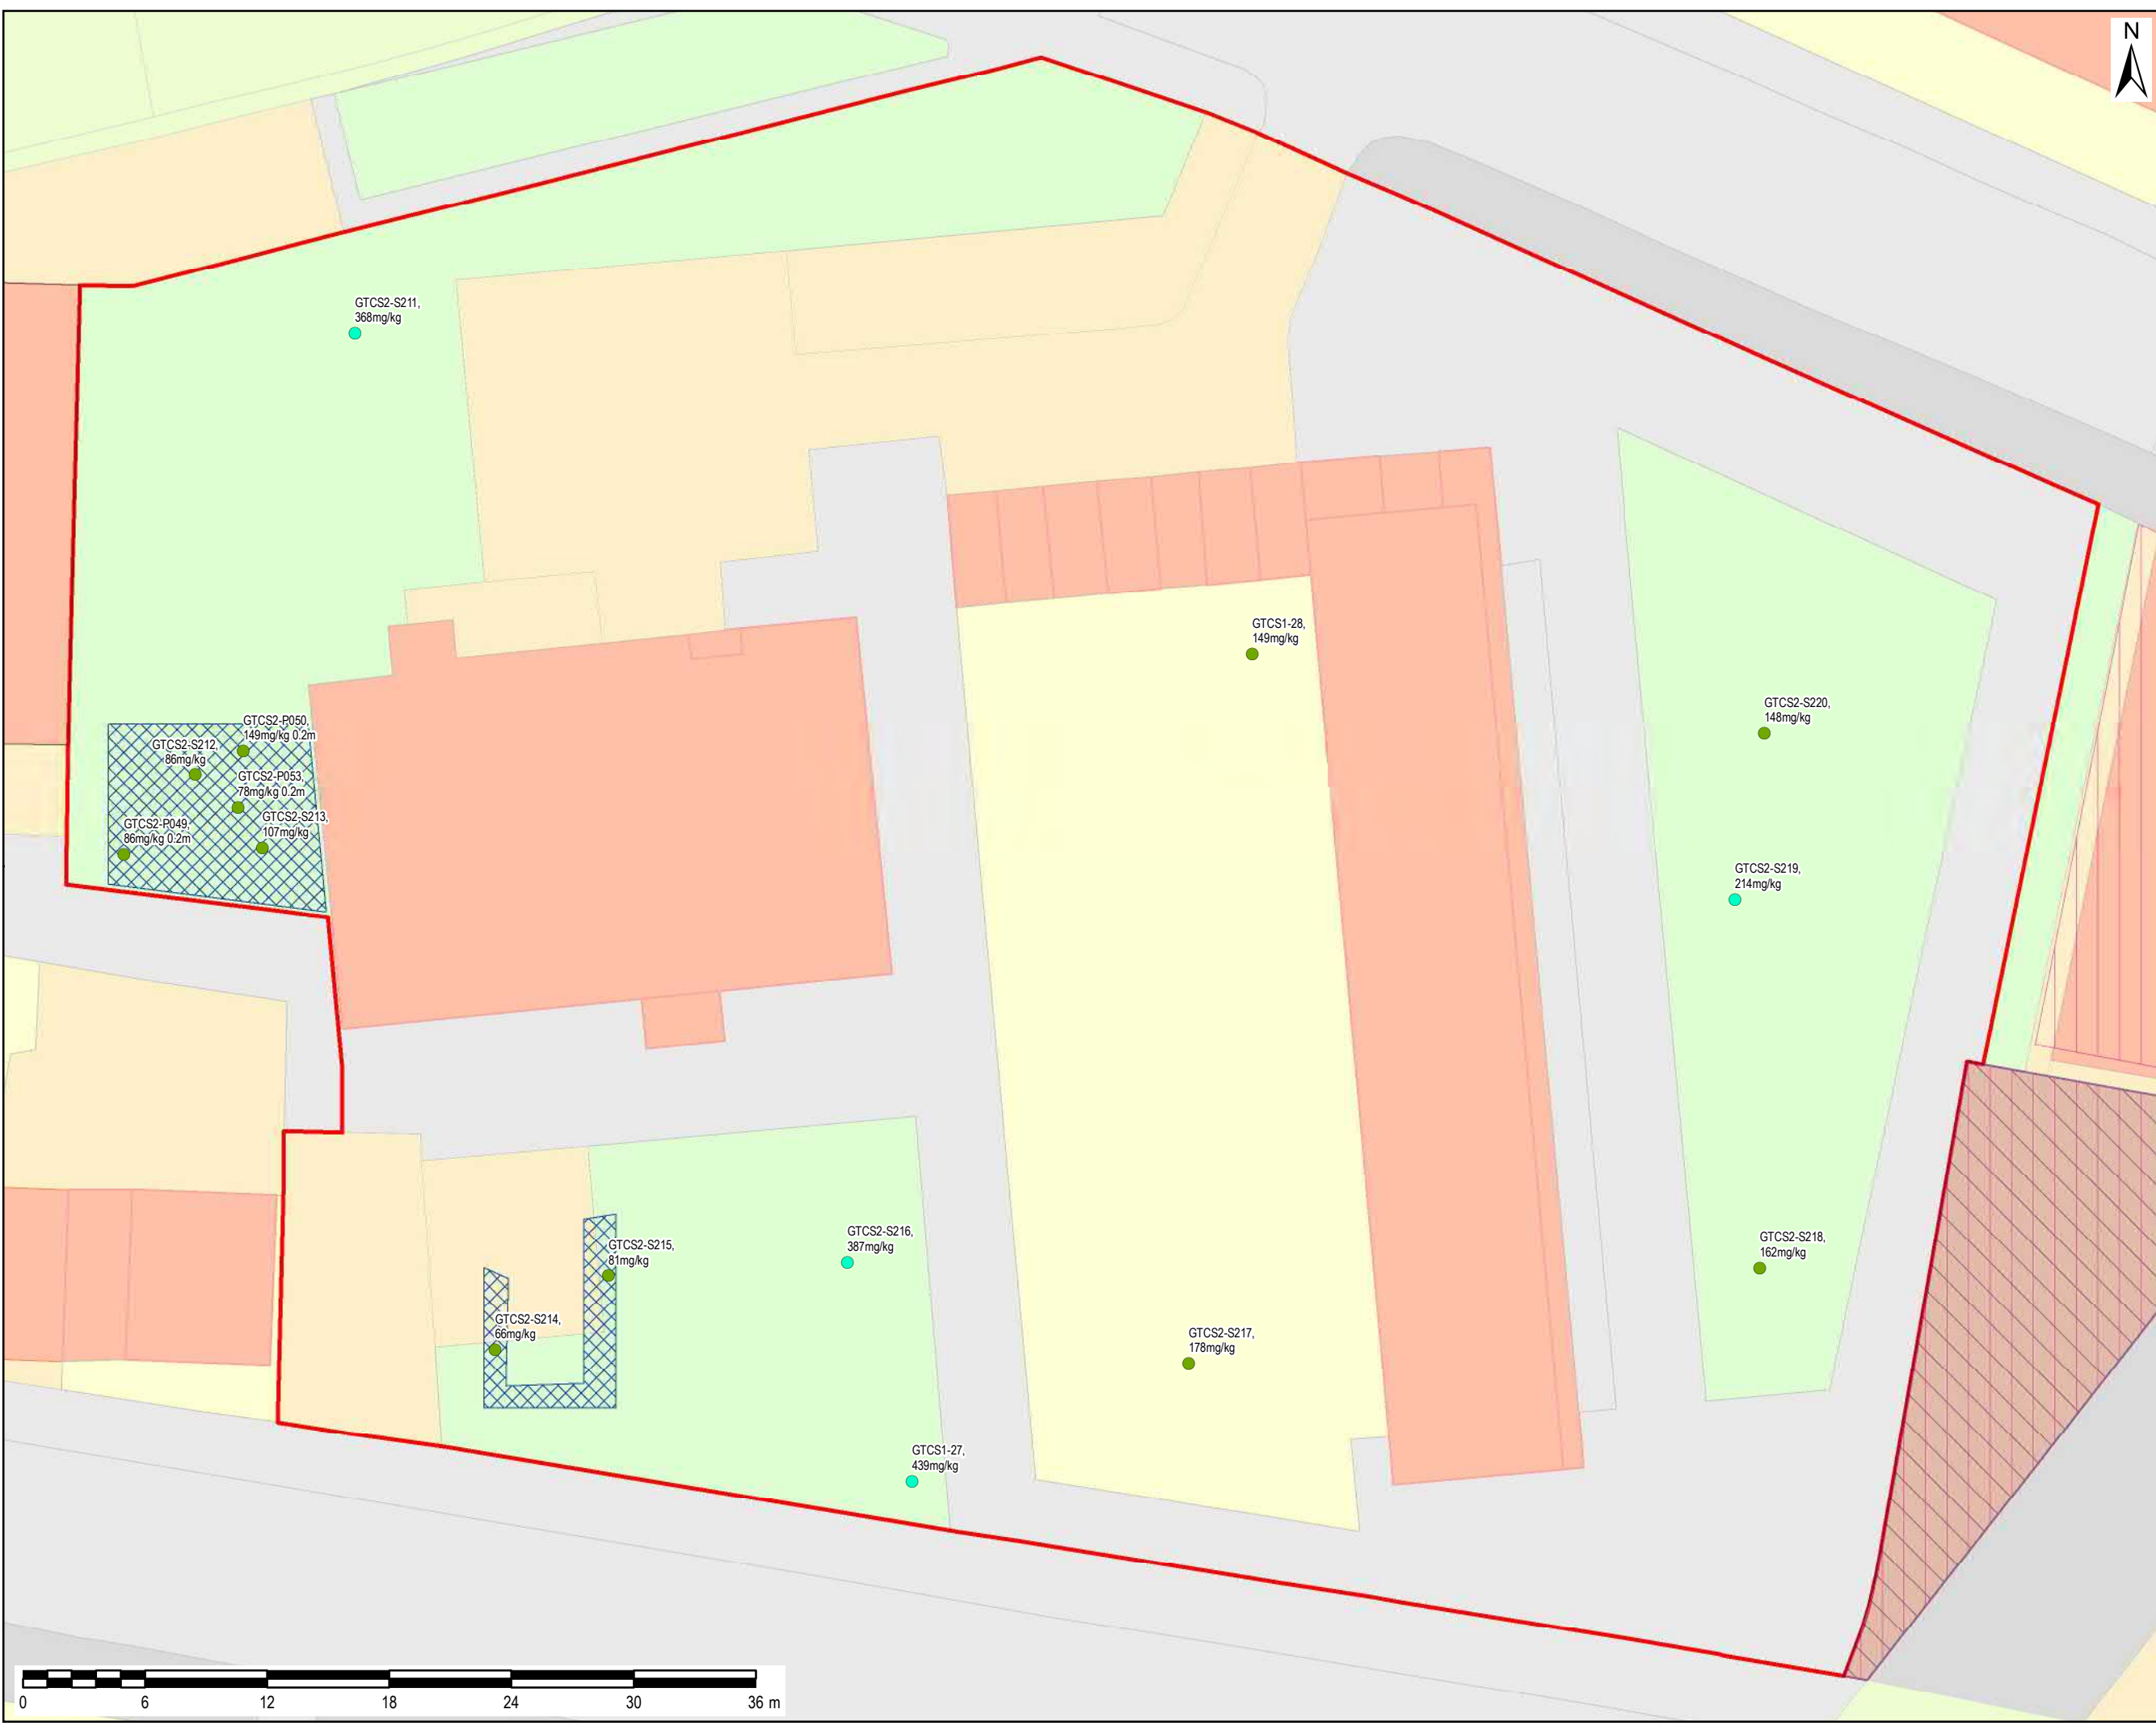 N
GTCS2-S211,
368mg/kg
GTCS1-28,
149mg/kg
GTCS2-S220,
148mg/kg
GTCS2-P050,
149mg/kg 0.2m
GTCS2-S212,
86mg/kg
GTCS2-P053,
78mg/kg 0.2m
GTCS2-S213,
107mg/kg
GTCS2-P049,
86mg/kg 0.2m
GTCS2-S219,
214mg/kg
GTCS2-S216,
387mg/kg
GTCS2-S218,
162mg/kg
GTCS2-S215,
81mg/kg
GTCS2-S214,
66mg/kg
GTCS2-S217,
178mg/kg
GTCS1-27,
439mg/kg
0 6 12 18 24 30 36 m